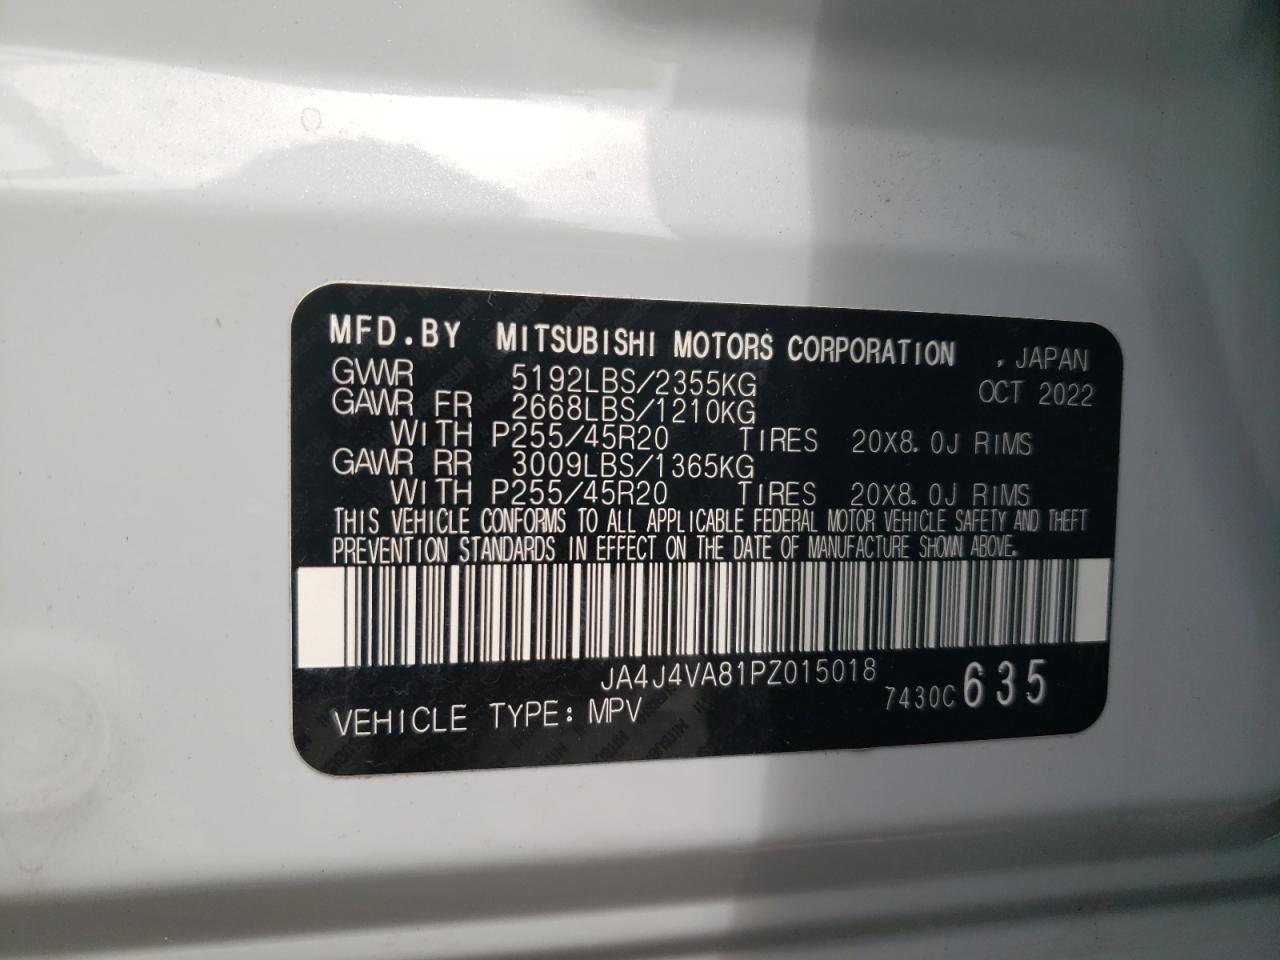 MFD.BY MITSUBISHI MOTORS CORPORATION , JAPAN
GVWR 5192LBS/2355KG OCT 2022
GAWR FR 2668LBS/1210KG
WITH P255/45R20 TIRES 20X8.0J RIMS
GAWR RR 3009LBS/1365KG
WITH P255/45R20 TIRES 20X8.0J RIMS
THIS VEHICLE CONFORMS TO ALL APPLICABLE FEDERAL MOTOR VEHICLE SAFETY AND THEFT
PREVENTION STANDARDS IN EFFECT ON THE DATE OF MANUFACTURE SHOWN ABOVE.
JA4J4VA81PZ015018
7430C635
VEHICLE TYPE: MPV